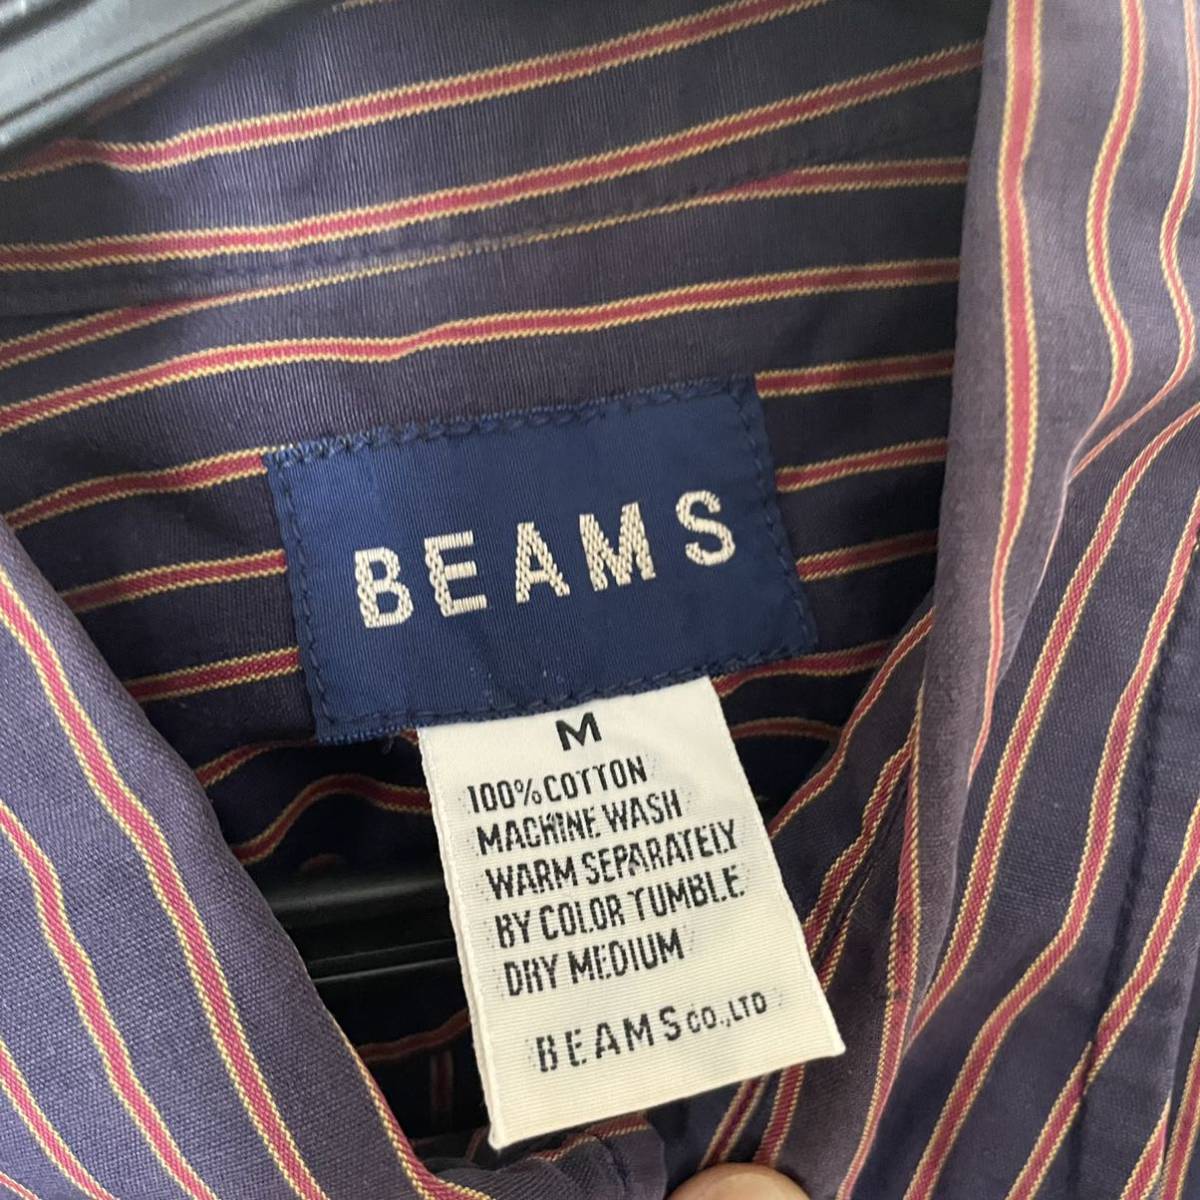 BEAMS
M
100% COTTON
MACHINE WASH
WARM SEPARATELY
BY COLOR TUMBLE
DRY MEDIUM
BEAMS CO.,LTD